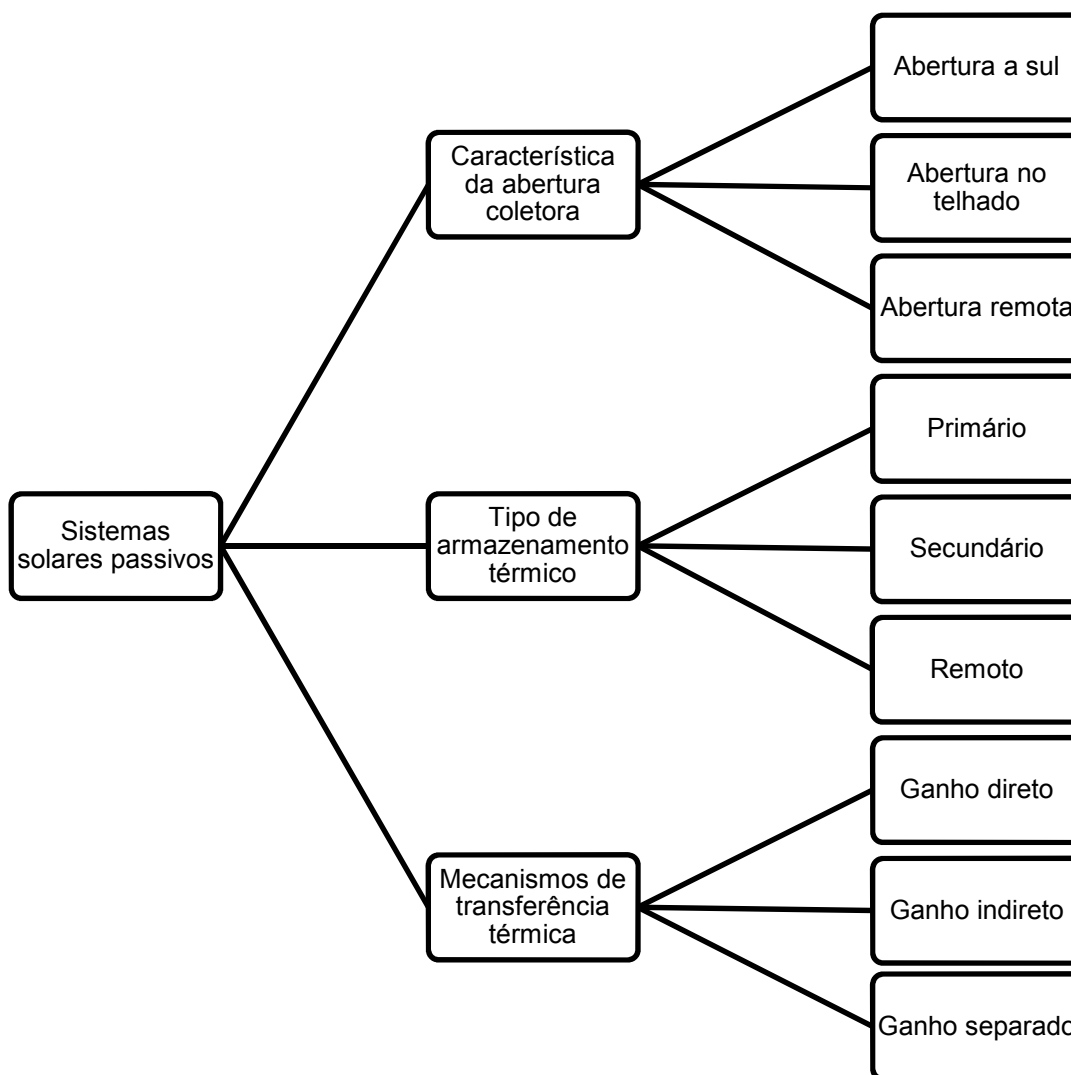 Sistemas
solares passivos
Característica
da abertura
coletora
Abertura a sul
Abertura no
telhado
Abertura remota
Tipo de
armazenamento
térmico
Primário
Secundário
Remoto
Mecanismos de
transferência
térmica
Ganho direto
Ganho indireto
Ganho separado